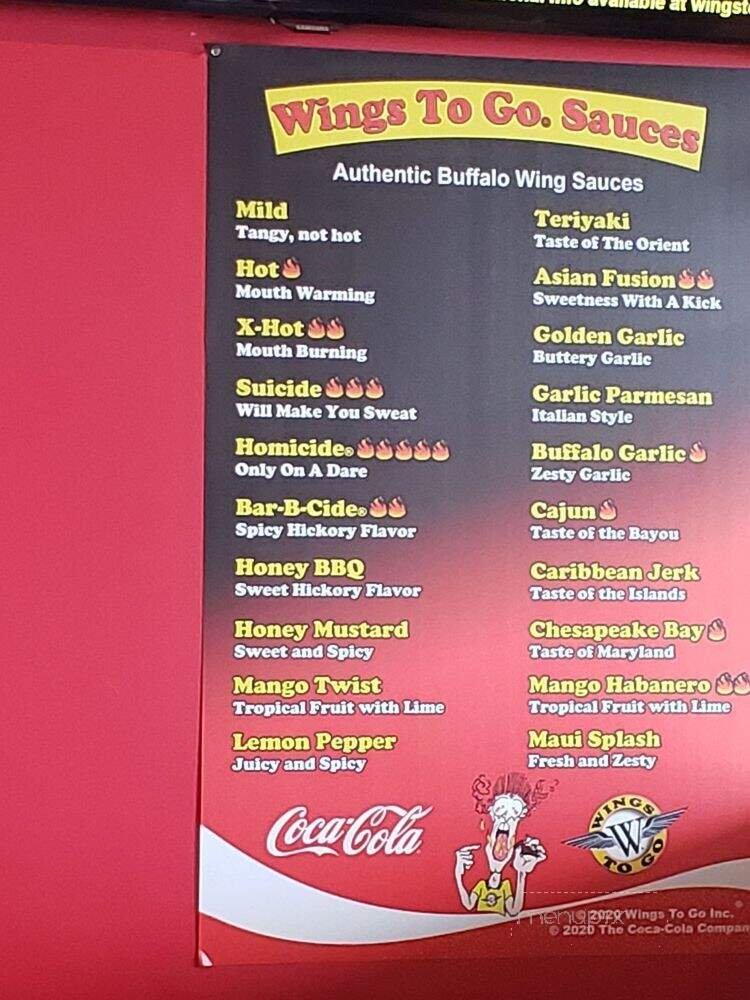 available at wingst
Wings To Go. Sauces
Authentic Buffalo Wing Sauces
Mild
Tangy, not hot
Hot
Mouth Warming
X-Hot
Mouth Burning
Suicide
Will Make You Sweat
Homicide®
Only On A Dare
Bar-B-Cide®
Spicy Hickory Flavor
Honey BBQ
Sweet Hickory Flavor
Honey Mustard
Sweet and Spicy
Mango Twist
Tropical Fruit with Lime
Lemon Pepper
Juicy and Spicy
Teriyaki
Taste of The Orient
Asian Fusion
Sweetness With A Kick
Golden Garlic
Buttery Garlic
Garlic Parmesan
Italian Style
Buffalo Garlic
Zesty Garlic
Cajun
Taste of the Bayou
Caribbean Jerk
Taste of the Islands
Chesapeake Bay
Taste of Maryland
Mango Habanero
Tropical Fruit with Lime
Maui Splash
Fresh and Zesty
Coca-Cola
WINGS
W
TO GO
menupix
© 2020 Wings To Go Inc.
© 2020 The Coca-Cola Compan